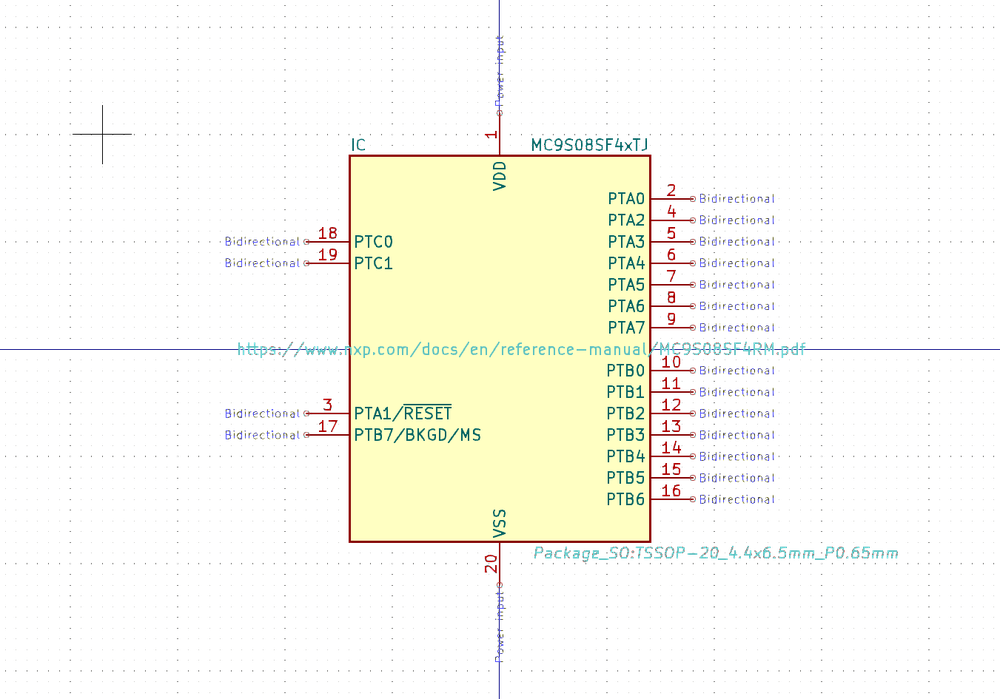 Power input
1
IC MC9S08SF4xTJ
VDD
PTA0 2 Bidirectional
PTA2 4 Bidirectional
Bidirectional 18 PTC0 PTA3 5 Bidirectional
Bidirectional 19 PTC1 PTA4 6 Bidirectional
PTA5 7 Bidirectional
PTA6 8 Bidirectional
PTA7 9 Bidirectional
https://www.nxp.com/docs/en/reference-manual/MC9S08SF4RM.pdf
PTB0 10 Bidirectional
PTB1 11 Bidirectional
Bidirectional 3 PTA1/RESET PTB2 12 Bidirectional
Bidirectional 17 PTB7/BKGD/MS PTB3 13 Bidirectional
PTB4 14 Bidirectional
PTB5 15 Bidirectional
PTB6 16 Bidirectional
VSS
Package_SO:TSSOP-20_4.4x6.5mm_P0.65mm
20
Power input